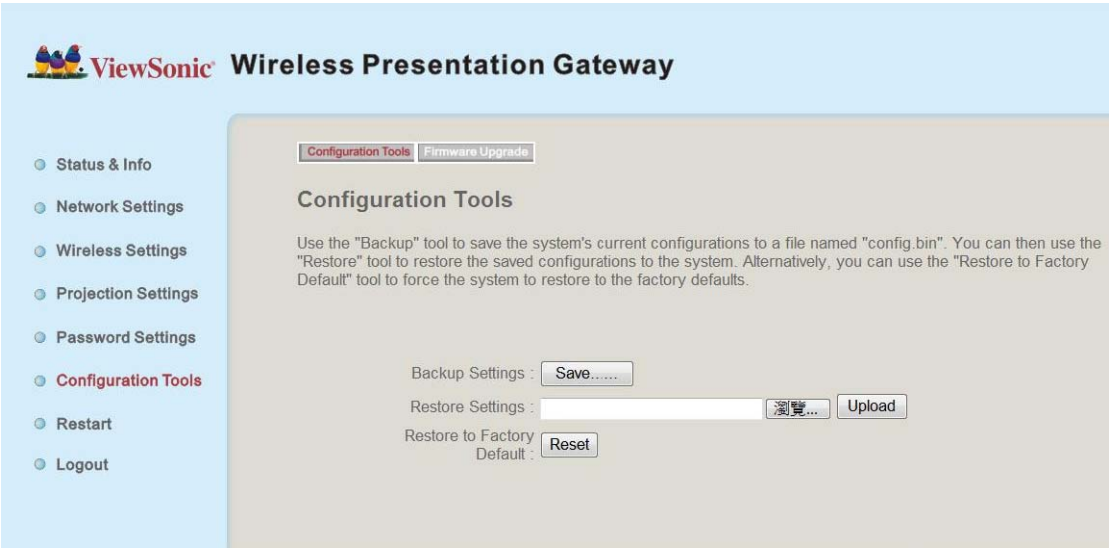 ViewSonic® Wireless Presentation Gateway
Status & Info
Network Settings
Wireless Settings
Projection Settings
Password Settings
Configuration Tools
Restart
Logout
Configuration Tools Firmware Upgrade
Configuration Tools
Use the "Backup" tool to save the system's current configurations to a file named "config.bin". You can then use the
"Restore" tool to restore the saved configurations to the system. Alternatively, you can use the "Restore to Factory
Default" tool to force the system to restore to the factory defaults.
Backup Settings : Save......
Restore Settings : 瀏覽... Upload
Restore to Factory
Default : Reset